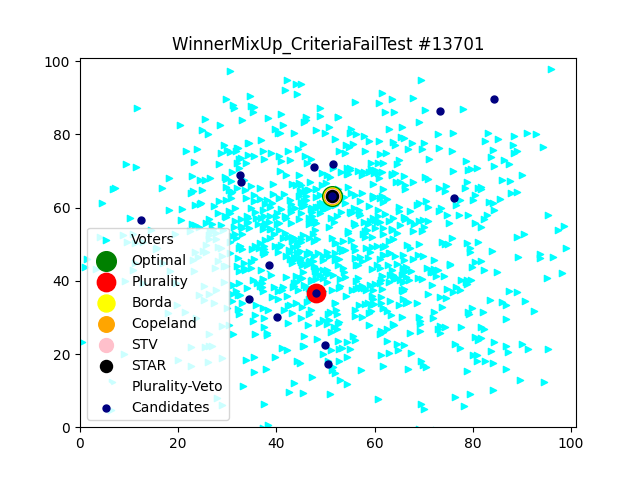 WinnerMixUp_CriteriaFailTest #13701
100
80
60
40
20
0
Voters
Optimal
Plurality
Borda
Copeland
STV
STAR
Plurality-Veto
Candidates
0 20 40 60 80 100